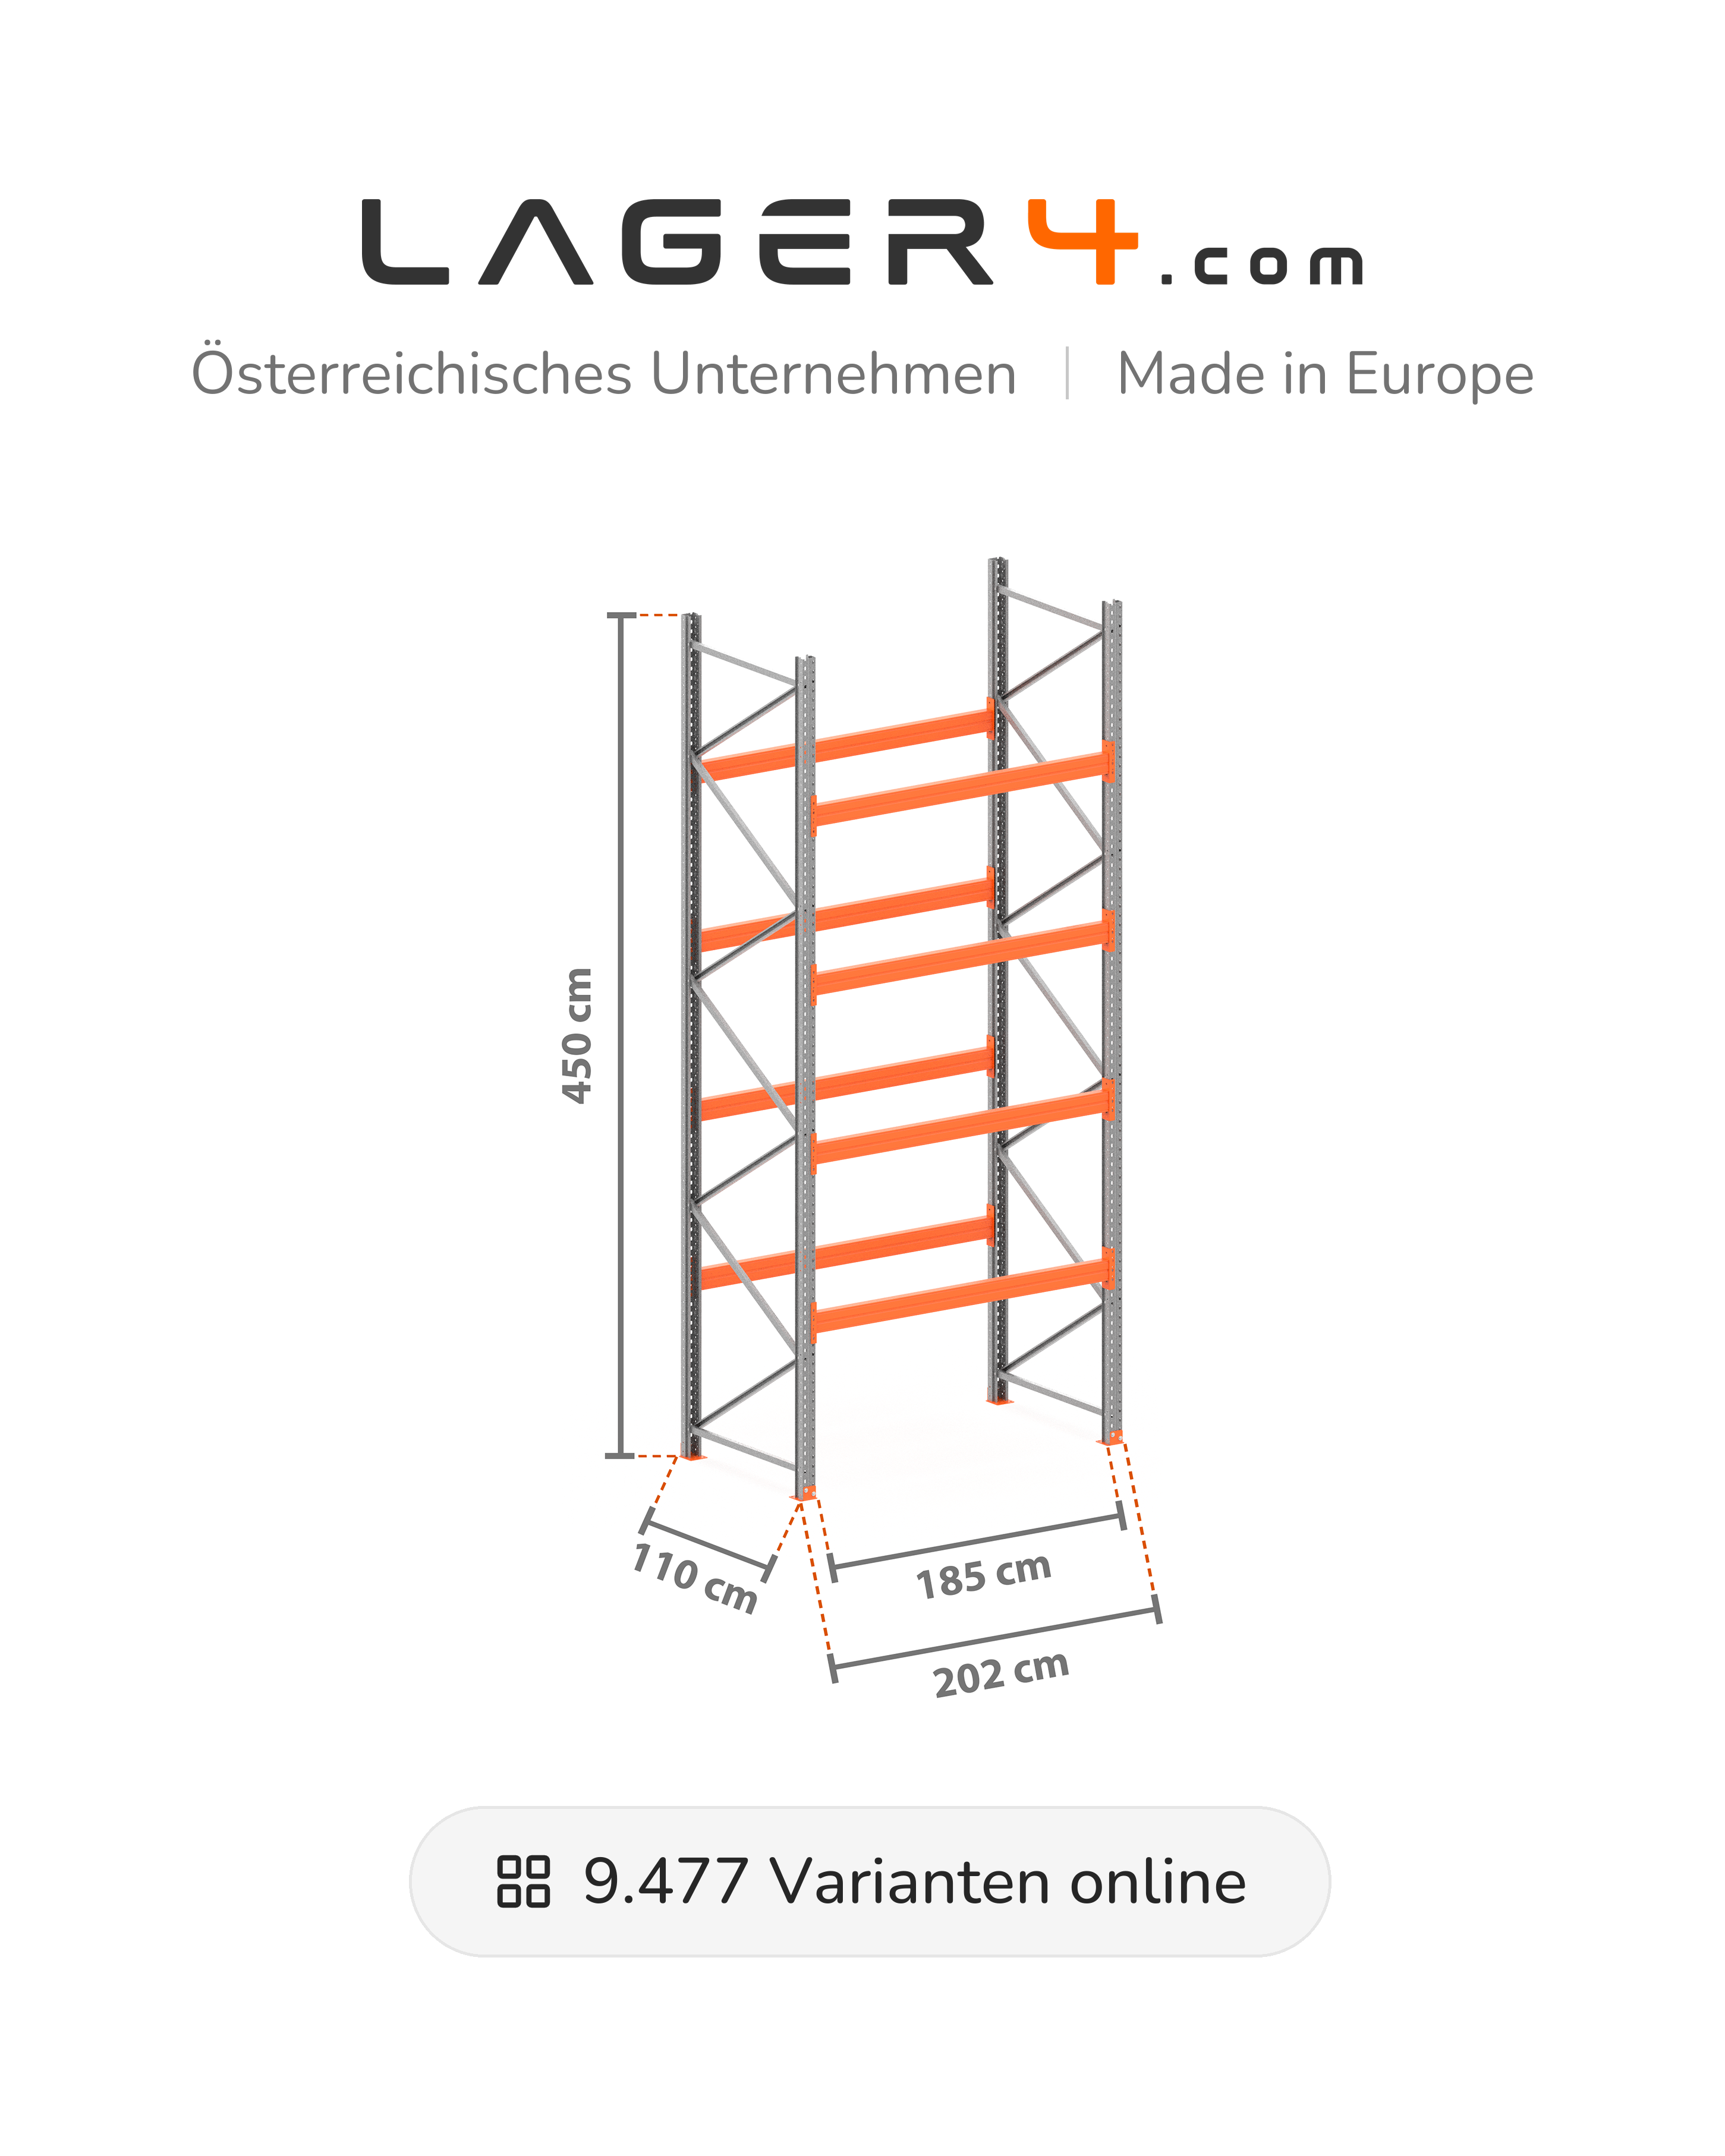 LAGER4.com
Österreichisches Unternehmen | Made in Europe
450 cm
110 cm
185 cm
202 cm
9.477 Varianten online